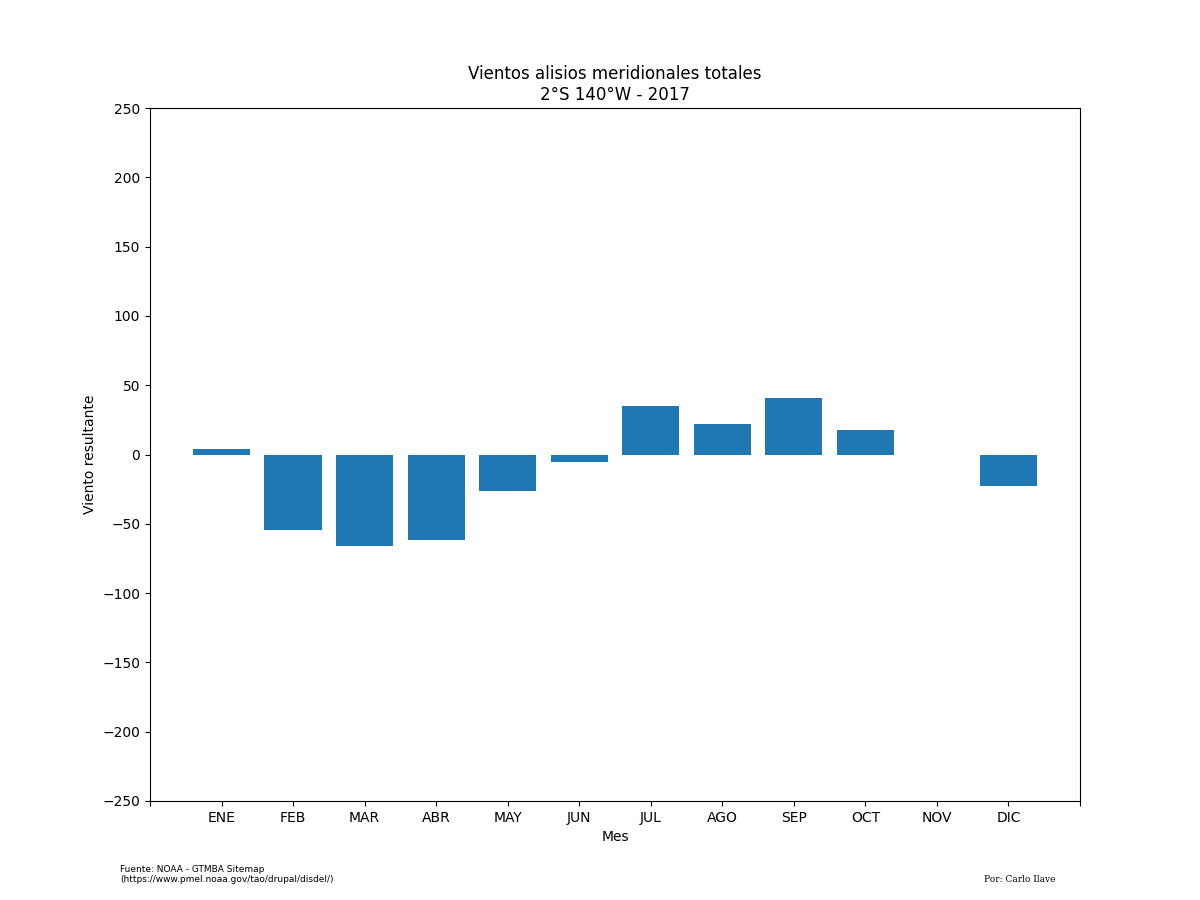 Vientos alisios meridionales totales
2°S 140°W - 2017
250
200
150
100
50
0
−50
−100
−150
−200
−250
Viento resultante
ENE FEB MAR ABR MAY JUN JUL AGO SEP OCT NOV DIC
Mes
Fuente: NOAA - GTMBA Sitemap
(https://www.pmel.noaa.gov/tao/drupal/disdel/)
Por: Carlo Ilave